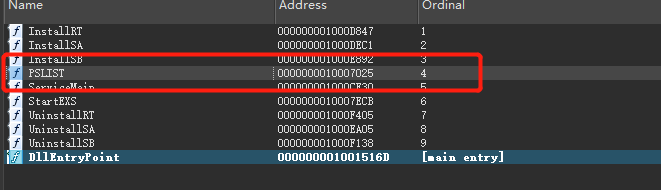 Name Address Ordinal
InstallRT 000000001000D847 1
InstallSA 000000001000DEC1 2
InstallSB 000000001000E892 3
PSLIST 0000000010007025 4
ServiceMain 000000001000CF30 5
StartEXS 0000000010007ECB 6
UninstallRT 000000001000F405 7
UninstallSA 000000001000EA05 8
UninstallSB 000000001000F138 9
DllEntryPoint 000000001001516D [main entry]